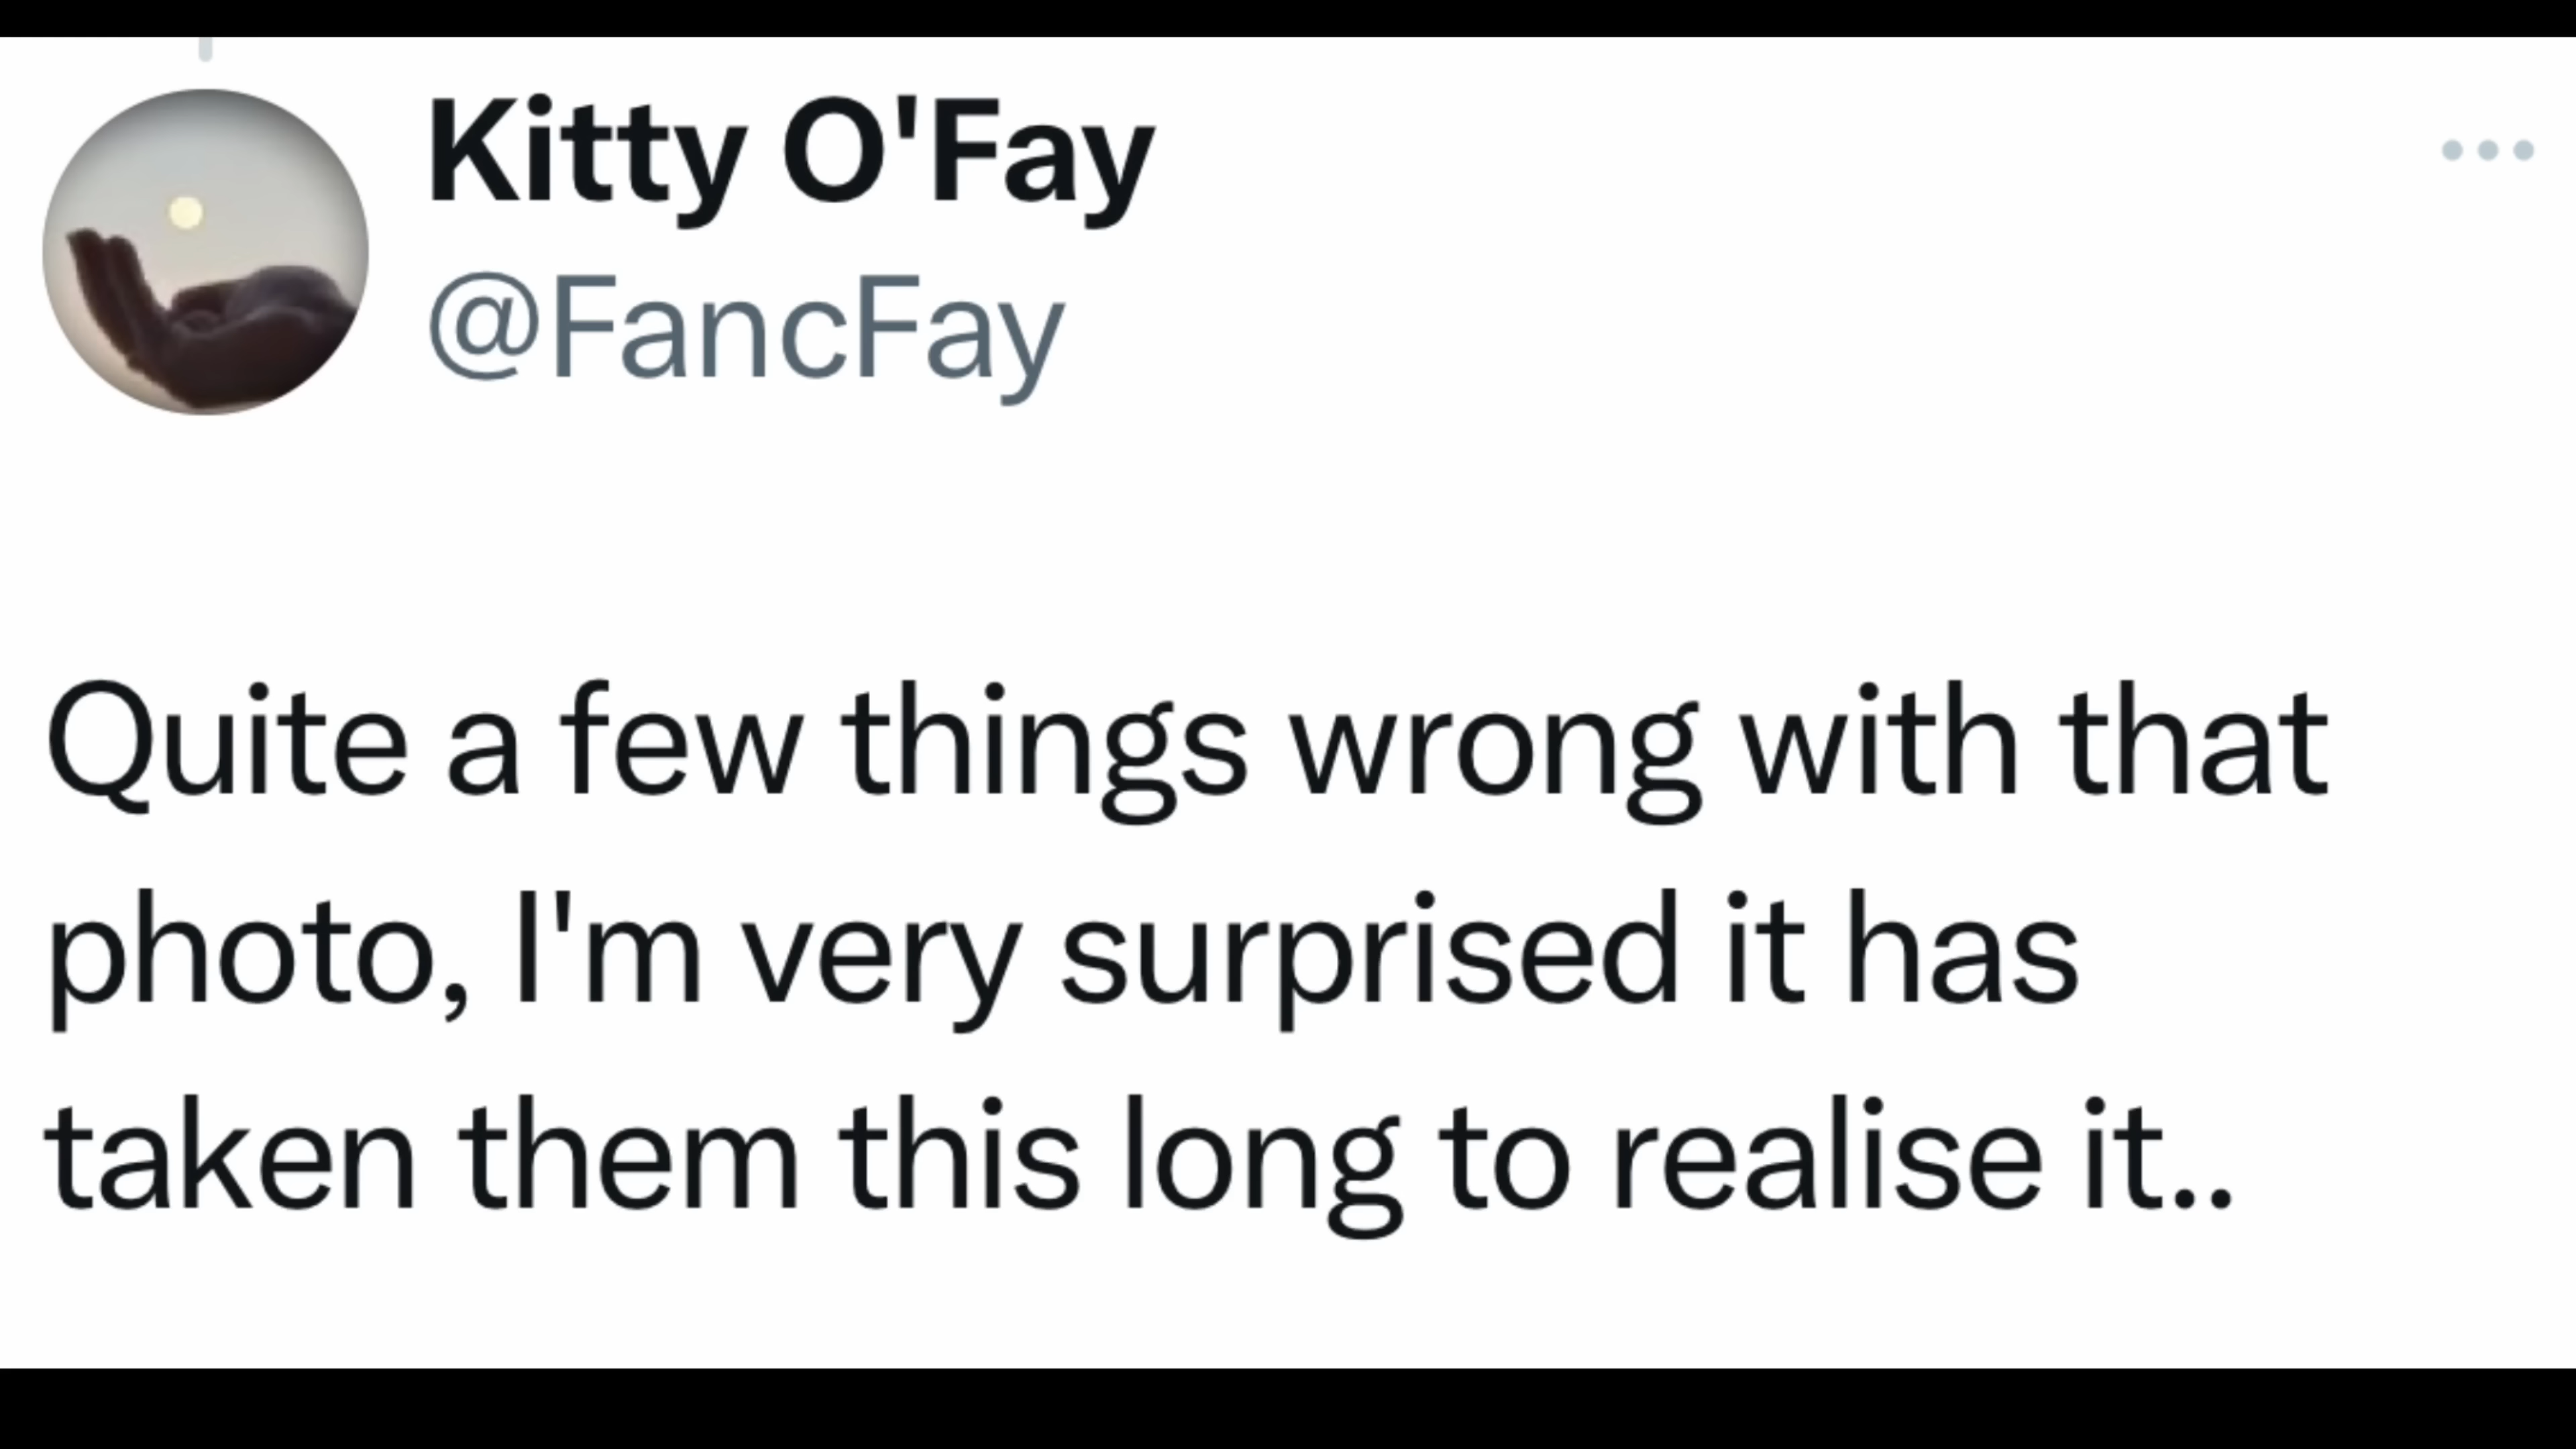 Kitty O'Fay
@FancFay
Quite a few things wrong with that
photo, I'm very surprised it has
taken them this long to realise it..